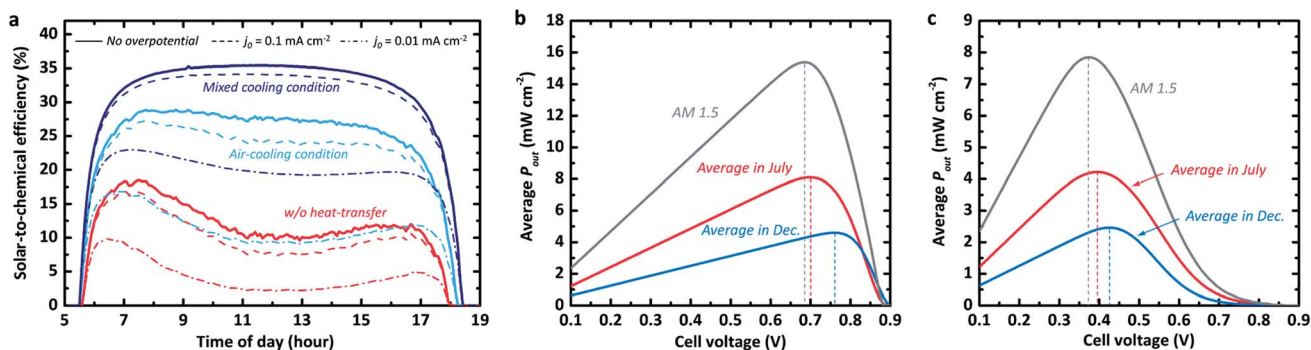 a
Solar-to-chemical efficiency (%)
40
35
30
25
20
15
10
5
0
No overpotential
j0 = 0.1 mA cm-2
j0 = 0.01 mA cm-2
Mixed cooling condition
Air-cooling condition
w/o heat-transfer
5 7 9 11 13 15 17 19
Time of day (hour)
b
Average Pout (mW cm-2)
18
16
14
12
10
8
6
4
2
0
AM 1.5
Average in July
Average in Dec.
0.1 0.2 0.3 0.4 0.5 0.6 0.7 0.8 0.9
Cell voltage (V)
c
Average Pout (mW cm-2)
9
8
7
6
5
4
3
2
1
0
AM 1.5
Average in July
Average in Dec.
0.1 0.2 0.3 0.4 0.5 0.6 0.7 0.8 0.9
Cell voltage (V)